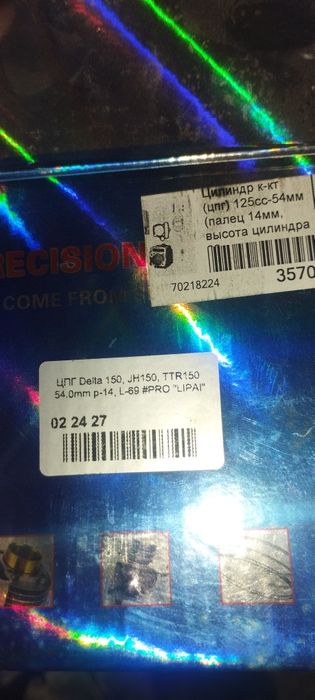 Цилиндр к-кт
(цпг) 125сс-54мм
(палец 14мм,
высота цилиндра
70218224
3570
RECISION
COME FRONT
ЦПГ Delta 150, JH150, TTR150
54.0mm p-14, L-69 #PRO "LIPAI"
02 24 27